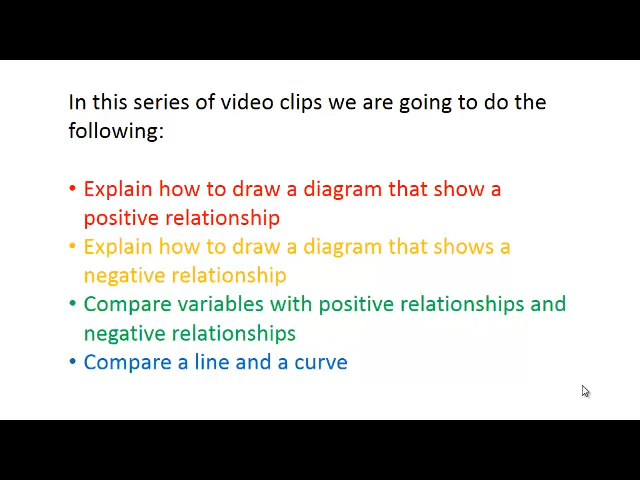 In this series of video clips we are going to do the
following:
• Explain how to draw a diagram that show a
positive relationship
• Explain how to draw a diagram that shows a
negative relationship
• Compare variables with positive relationships and
negative relationships
• Compare a line and a curve